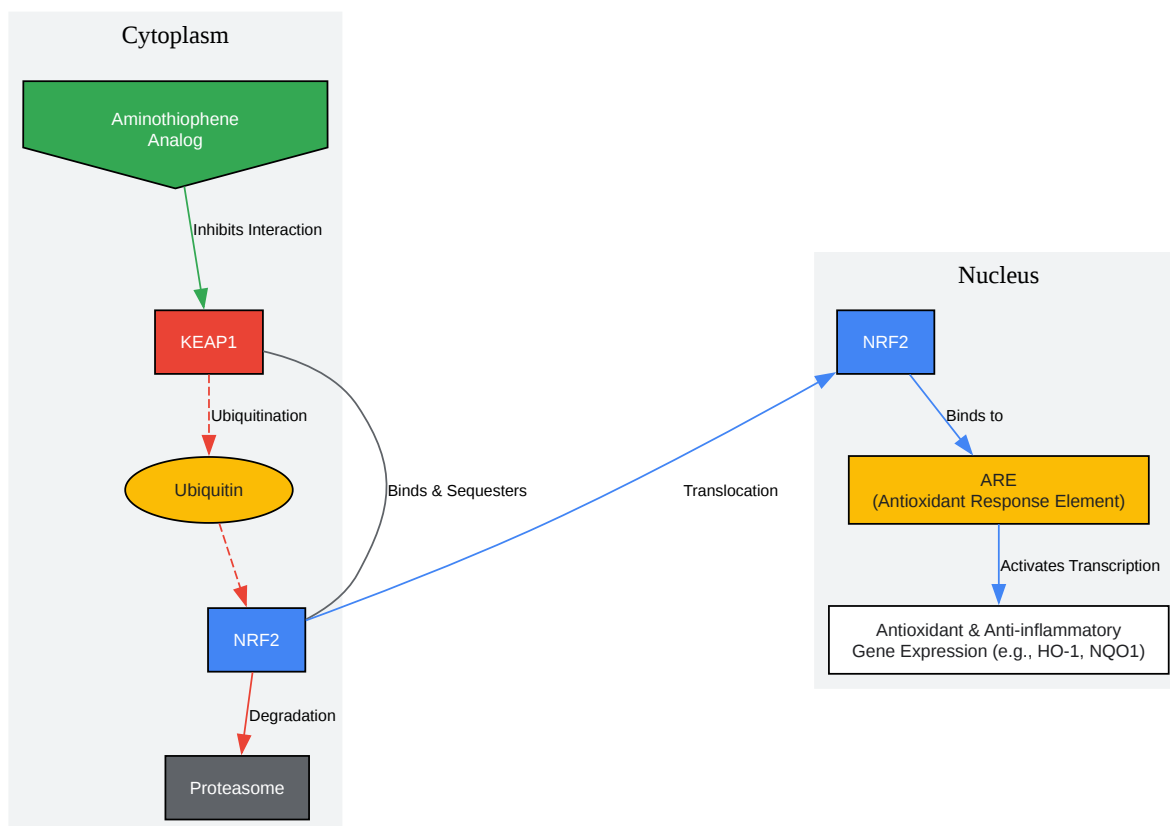 Cytoplasm
Aminothiophene
Analog
Inhibits Interaction
KEAP1
Ubiquitination
Ubiquitin
Binds & Sequesters
NRF2
Degradation
Proteasome
Translocation
Nucleus
NRF2
Binds to
ARE
(Antioxidant Response Element)
Activates Transcription
Antioxidant & Anti-inflammatory
Gene Expression (e.g., HO-1, NQO1)